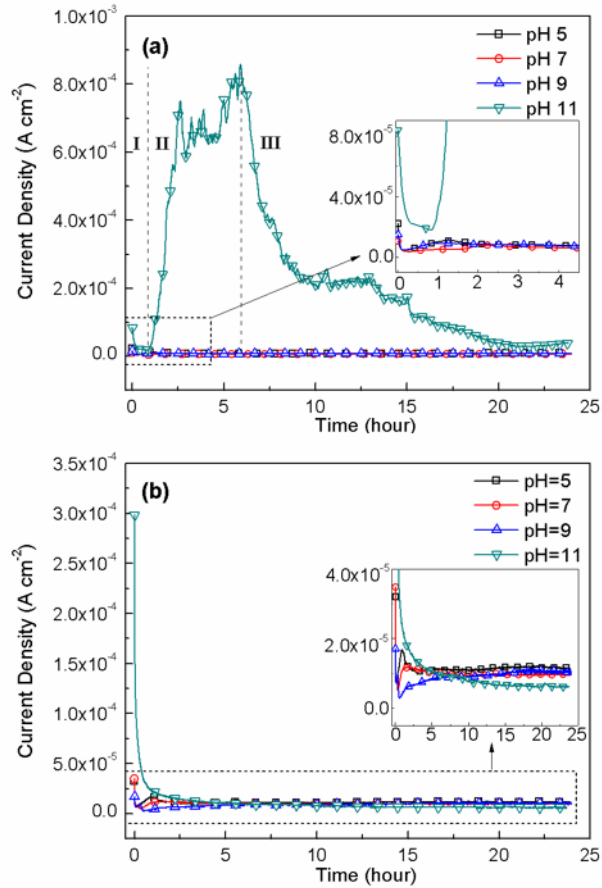 (a)
pH 5
pH 7
pH 9
pH 11
I II III
1.0x10⁻³
8.0x10⁻⁴
6.0x10⁻⁴
4.0x10⁻⁴
2.0x10⁻⁴
0.0
Current Density (A cm⁻²)
0 5 10 15 20 25
Time (hour)
8.0x10⁻⁵
4.0x10⁻⁵
0.0
0 1 2 3 4
(b)
pH=5
pH=7
pH=9
pH=11
3.5x10⁻⁴
3.0x10⁻⁴
2.5x10⁻⁴
2.0x10⁻⁴
1.5x10⁻⁴
1.0x10⁻⁴
5.0x10⁻⁵
0.0
Current Density (A cm⁻²)
0 5 10 15 20 25
Time (hour)
4.0x10⁻⁵
2.0x10⁻⁵
0.0
0 5 10 15 20 25